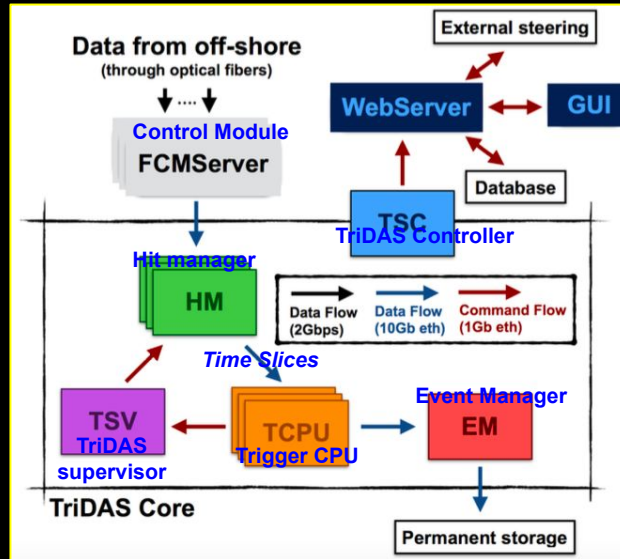 External steering
Data from off-shore
(through optical fibers)
....
WebServer
GUI
Control Module
FCMServer
Database
TSC
TriDAS Controller
Hit manager
HM
Data Flow
(2Gbps)
Data Flow
(10Gb eth)
Command Flow
(1Gb eth)
Time Slices
Event Manager
TSV
TriDAS
supervisor
TCPU
Trigger CPU
EM
TriDAS Core
Permanent storage